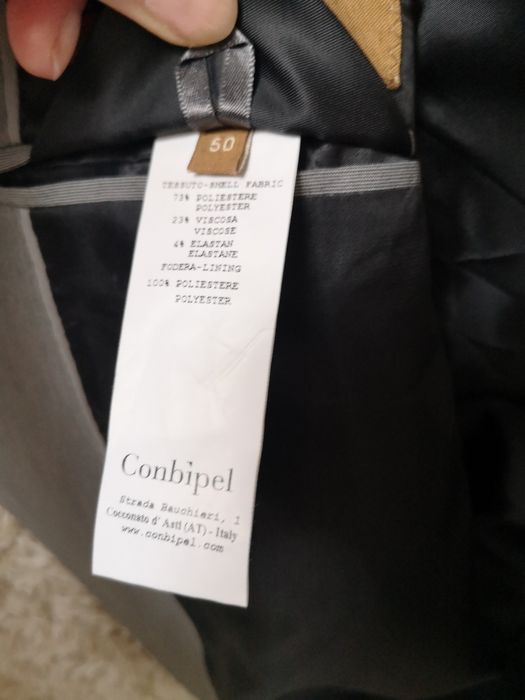 50
TESSUTO-SHELL FABRIC
73% POLIESTERE
POLYESTER
23% VISCOSA
VISCOSE
4% ELASTAN
ELASTANE
FODERA-LINING
100% POLIESTERE
POLYESTER
Conbipel
Strada Bauchieri, 1
Cocconato d' Asti (AT) - Italy
www.conbipel.com